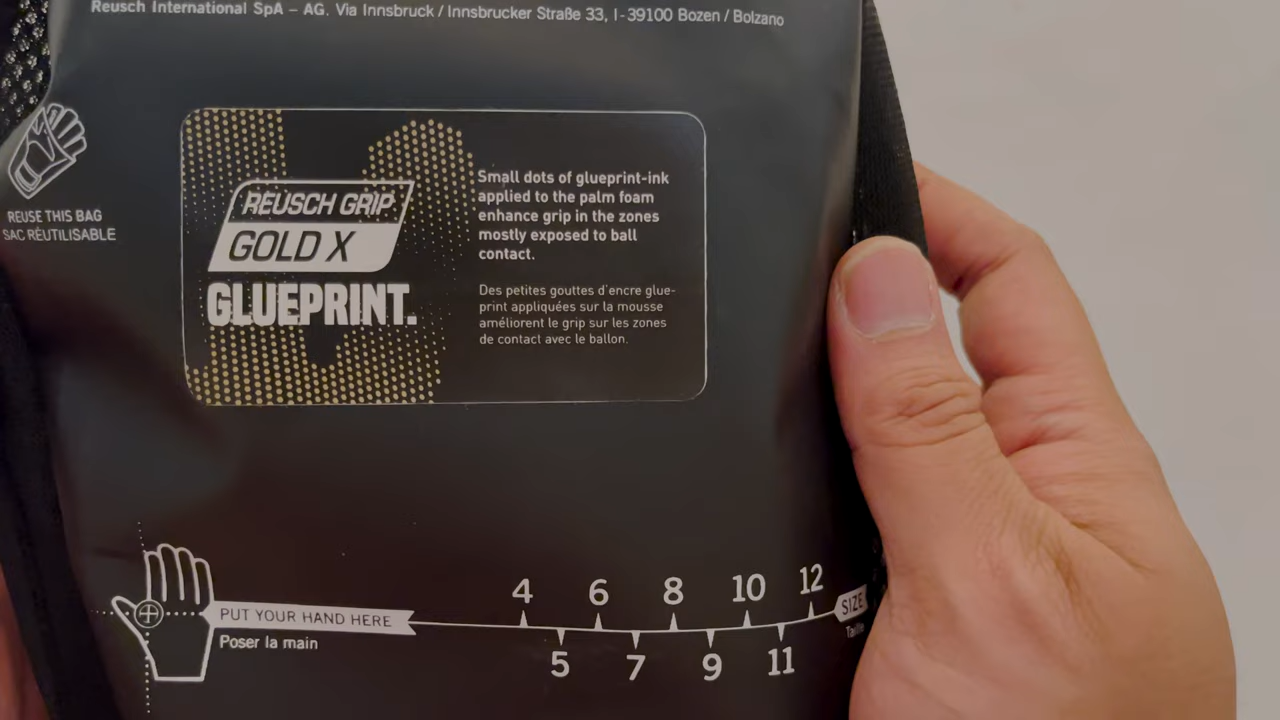 Reusch International SpA – AG. Via Innsbruck / Innsbrucker Straße 33, I-39100 Bozen / Bolzano
REUSE THIS BAG
SAC RÉUTILISABLE
REUSCH GRIP
GOLD X
GLUEPRINT.
Small dots of glueprint-ink
applied to the palm foam
enhance grip in the zones
mostly exposed to ball
contact.
Des petites gouttes d'encre glue-
print appliquées sur la mousse
améliorent le grip sur les zones
de contact avec le ballon.
4 6 8 10 12
PUT YOUR HAND HERE
SIZE
Poser la main
Taille
5 7 9 11